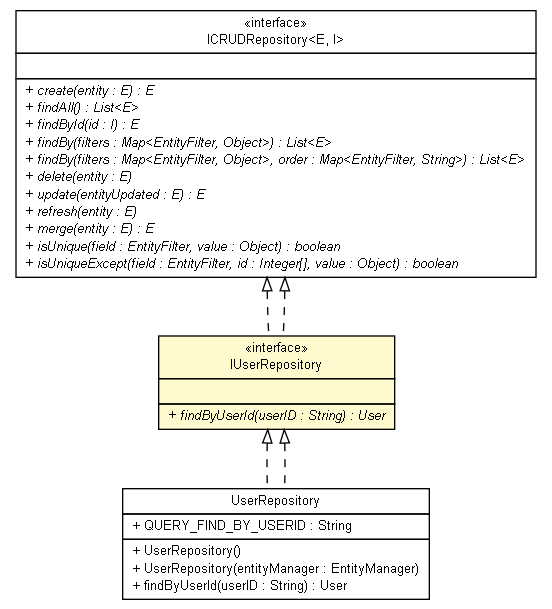 «interface»
ICRUDRepository<E, I>
+ create(entity : E) : E
+ findAll() : List<E>
+ findById(id : I) : E
+ findBy(filters : Map<EntityFilter, Object>) : List<E>
+ findBy(filters : Map<EntityFilter, Object>, order : Map<EntityFilter, String>) : List<E>
+ delete(entity : E)
+ update(entityUpdated : E) : E
+ refresh(entity : E)
+ merge(entity : E) : E
+ isUnique(field : EntityFilter, value : Object) : boolean
+ isUniqueExcept(field : EntityFilter, id : Integer[], value : Object) : boolean
«interface»
IUserRepository
+ findByUserId(userID : String) : User
UserRepository
+ QUERY_FIND_BY_USERID : String
+ UserRepository()
+ UserRepository(entityManager : EntityManager)
+ findByUserId(userID : String) : User